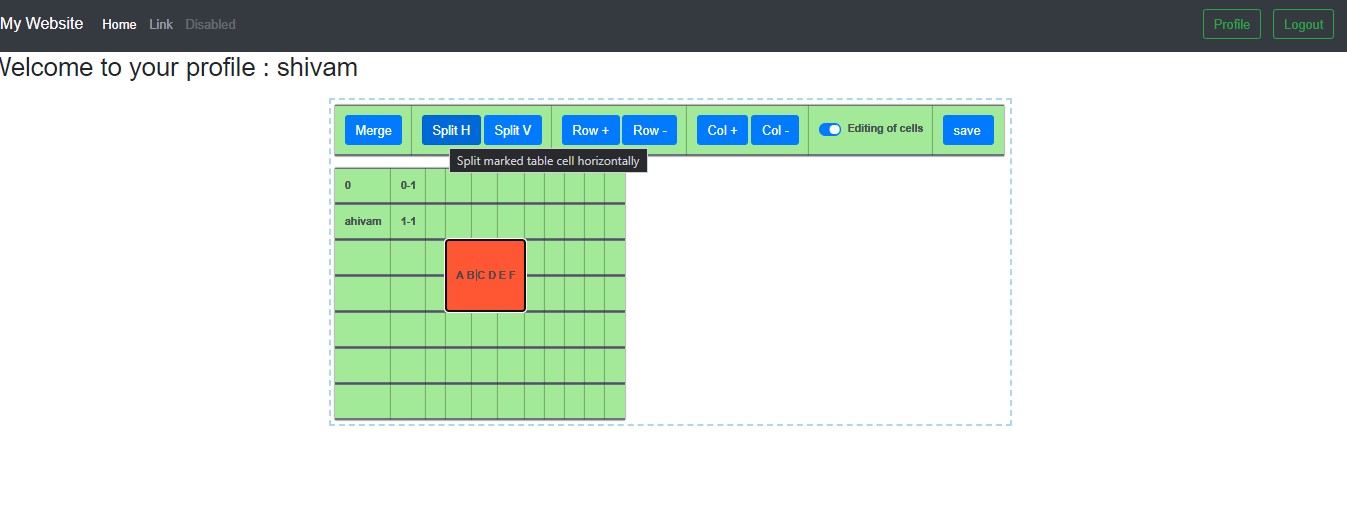 My Website Home Link Disabled Profile Logout
Welcome to your profile : shivam
Merge Split H Split V Row + Row - Col + Col - Editing of cells save
Split marked table cell horizontally
0 0-1
ahivam 1-1
A B C D E F